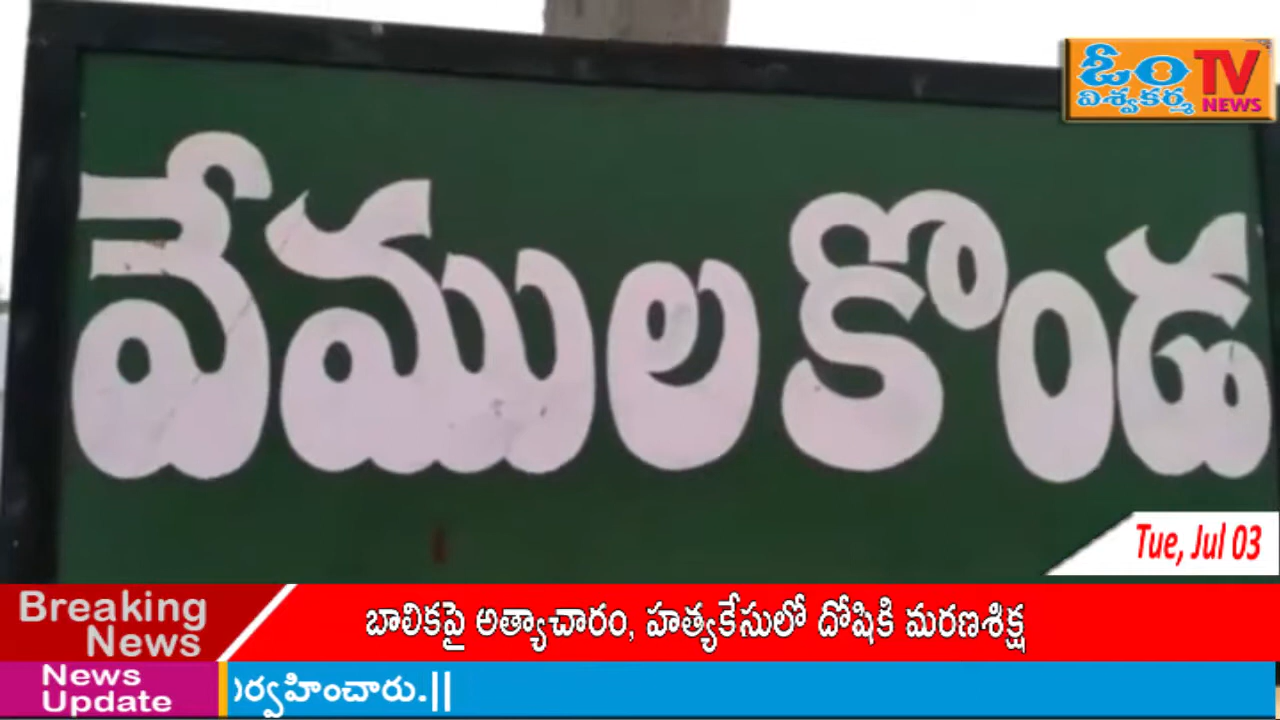 ఓం TV
విశ్వకర్మ NEWS
వేములకొండ
Tue, Jul 03
Breaking
News
బాలికపై అత్యాచారం, హత్యకేసులో దోషికి మరణశిక్ష
News
Update
ర్వహించారు.||